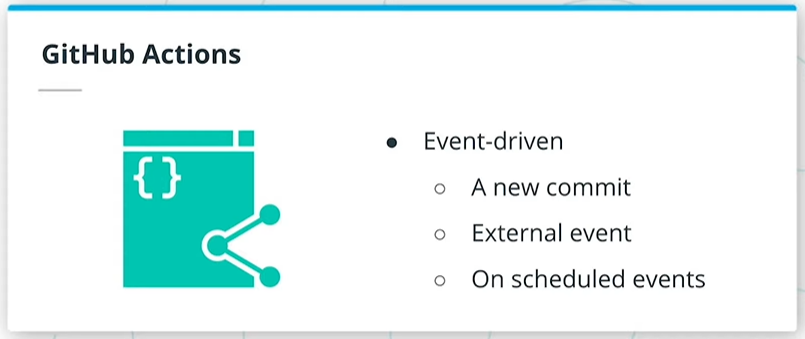 GitHub Actions
{ }
● Event-driven
○ A new commit
○ External event
○ On scheduled events